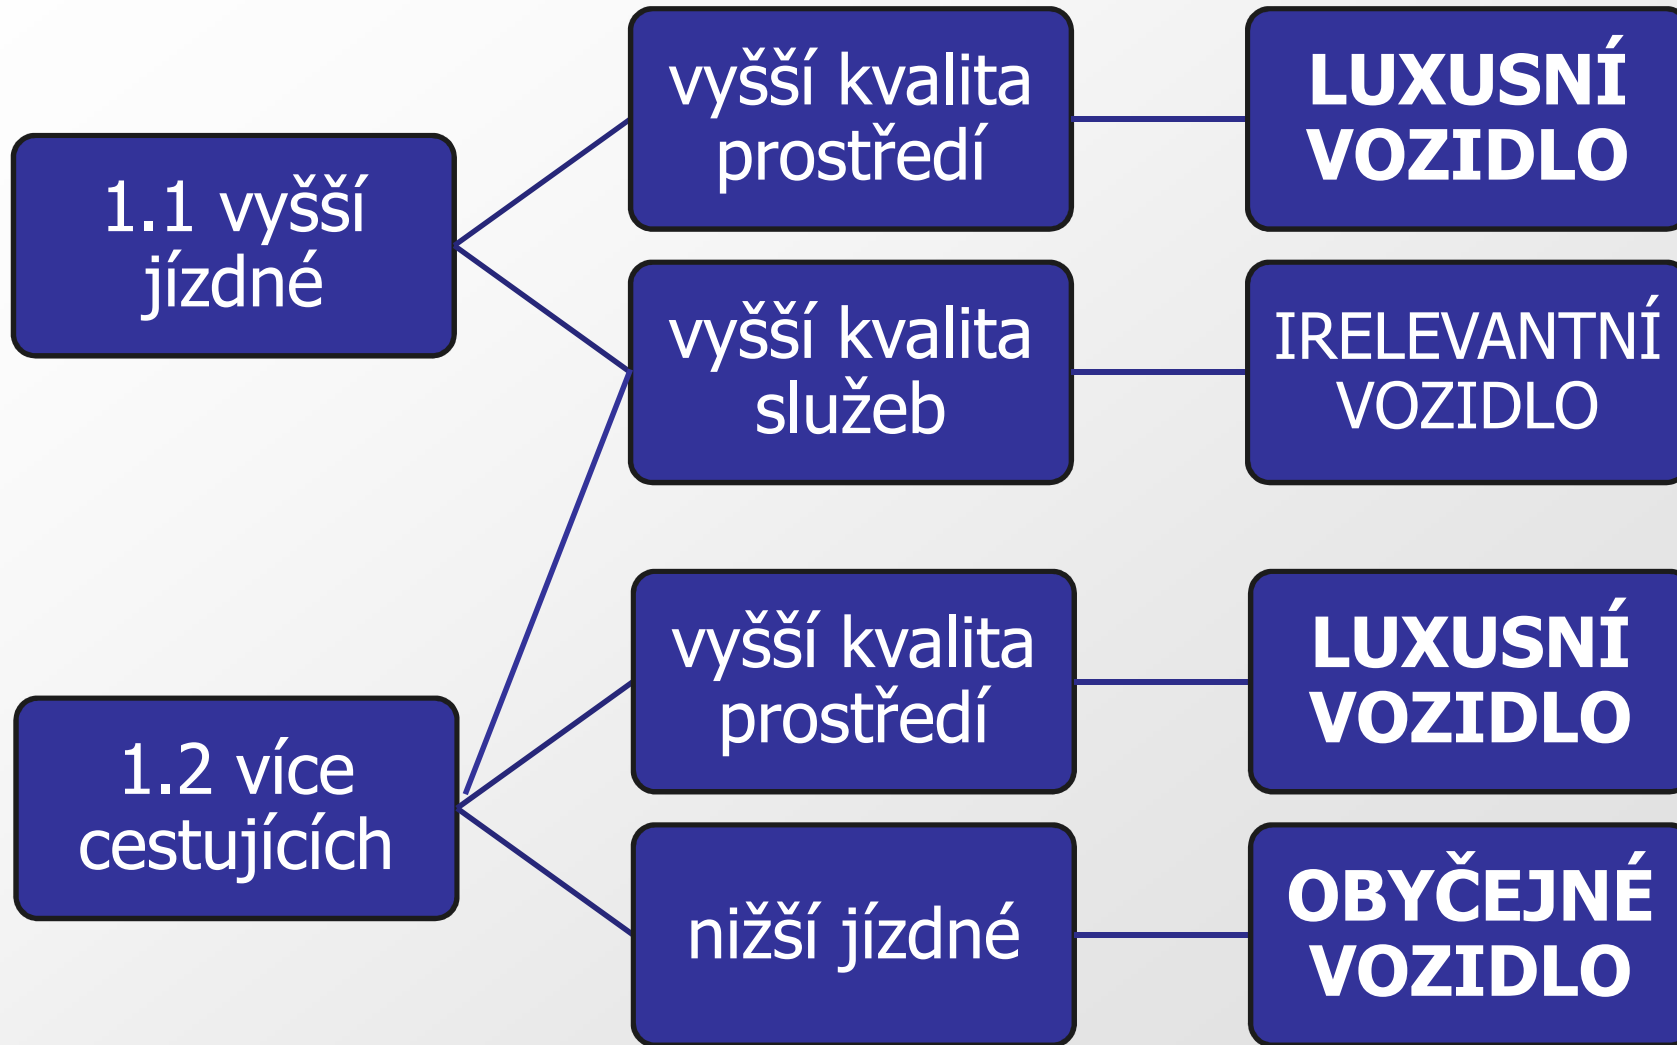 1.1 vyšší
jízdné
vyšší kvalita
prostředí
LUXUSNÍ
VOZIDLO
vyšší kvalita
služeb
IRELEVANTNÍ
VOZIDLO
1.2 více
cestujících
vyšší kvalita
prostředí
LUXUSNÍ
VOZIDLO
nižší jízdné
OBYČEJNÉ
VOZIDLO